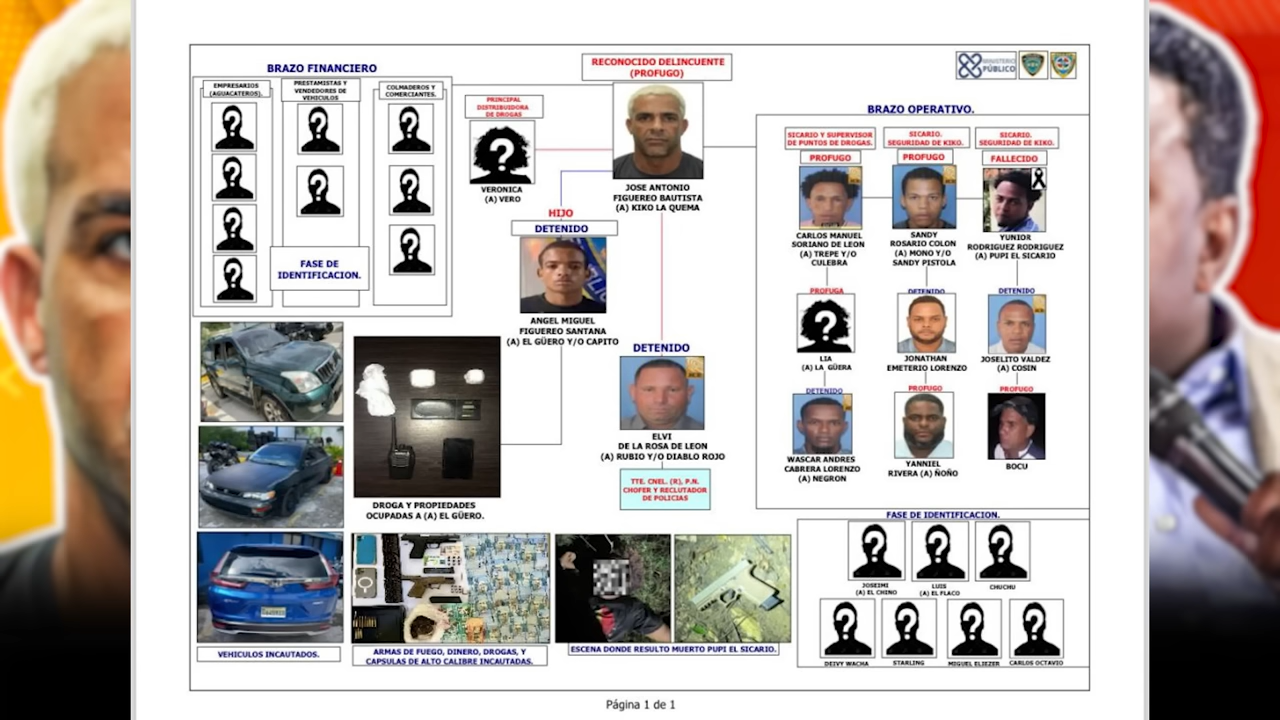 BRAZO FINANCIERO
EMPRESARIOS
(AGUACATEROS).
PRESTAMISTAS Y
VENDEDORES DE
VEHICULOS
COLMADEROS Y
COMERCIANTES.
FASE DE
IDENTIFICACION.
RECONOCIDO DELINCUENTE
(PROFUGO)
PRINCIPAL
DISTRIBUIDORA
DE DROGAS
VERONICA
(A) VERO
JOSE ANTONIO
FIGUEREO BAUTISTA
(A) KIKO LA QUEMA
HIJO
DETENIDO
ANGEL MIGUEL
FIGUEREO SANTANA
(A) EL GÜERO Y/O CAPITO
DETENIDO
ELVI
DE LA ROSA DE LEON
(A) RUBIO Y/O DIABLO ROJO
TTE. CNEL. (R), P.N.
CHOFER Y RECLUTADOR
DE POLICIAS
MINISTERIO
PÚBLICO
BRAZO OPERATIVO.
SICARIO Y SUPERVISOR
DE PUNTOS DE DROGAS.
PROFUGO
CARLOS MANUEL
SORIANO DE LEON
(A) TREPE Y/O
CULEBRA
SICARIO.
SEGURIDAD DE KIKO.
PROFUGO
SANDY
ROSARIO COLON
(A) MONO Y/O
SANDY PISTOLA
SICARIO.
SEGURIDAD DE KIKO.
FALLECIDO
YUNIOR
RODRIGUEZ RODRIGUEZ
(A) PUPI EL SICARIO
PROFUGA
LIA
(A) LA GÜERA
DETENIDO
JONATHAN
EMETERIO LORENZO
DETENIDO
JOSELITO VALDEZ
(A) COSIN
DETENIDO
WASCAR ANDRES
CABRERA LORENZO
(A) NEGRON
PROFUGO
YANNIEL
RIVERA (A) ÑOÑO
PROFUGO
BOCU
FASE DE IDENTIFICACION.
JOSEIMI
(A) EL CHINO
LUIS
(A) EL FLACO
CHUCHU
DEIVY WACHA
STARLING
MIGUEL ELIEZER
CARLOS OCTAVIO
DROGA Y PROPIEDADES
OCUPADAS A (A) EL GÜERO.
VEHICULOS INCAUTADOS.
ARMAS DE FUEGO, DINERO, DROGAS, Y
CAPSULAS DE ALTO CALIBRE INCAUTADAS.
ESCENA DONDE RESULTO MUERTO PUPI EL SICARIO.
Página 1 de 1